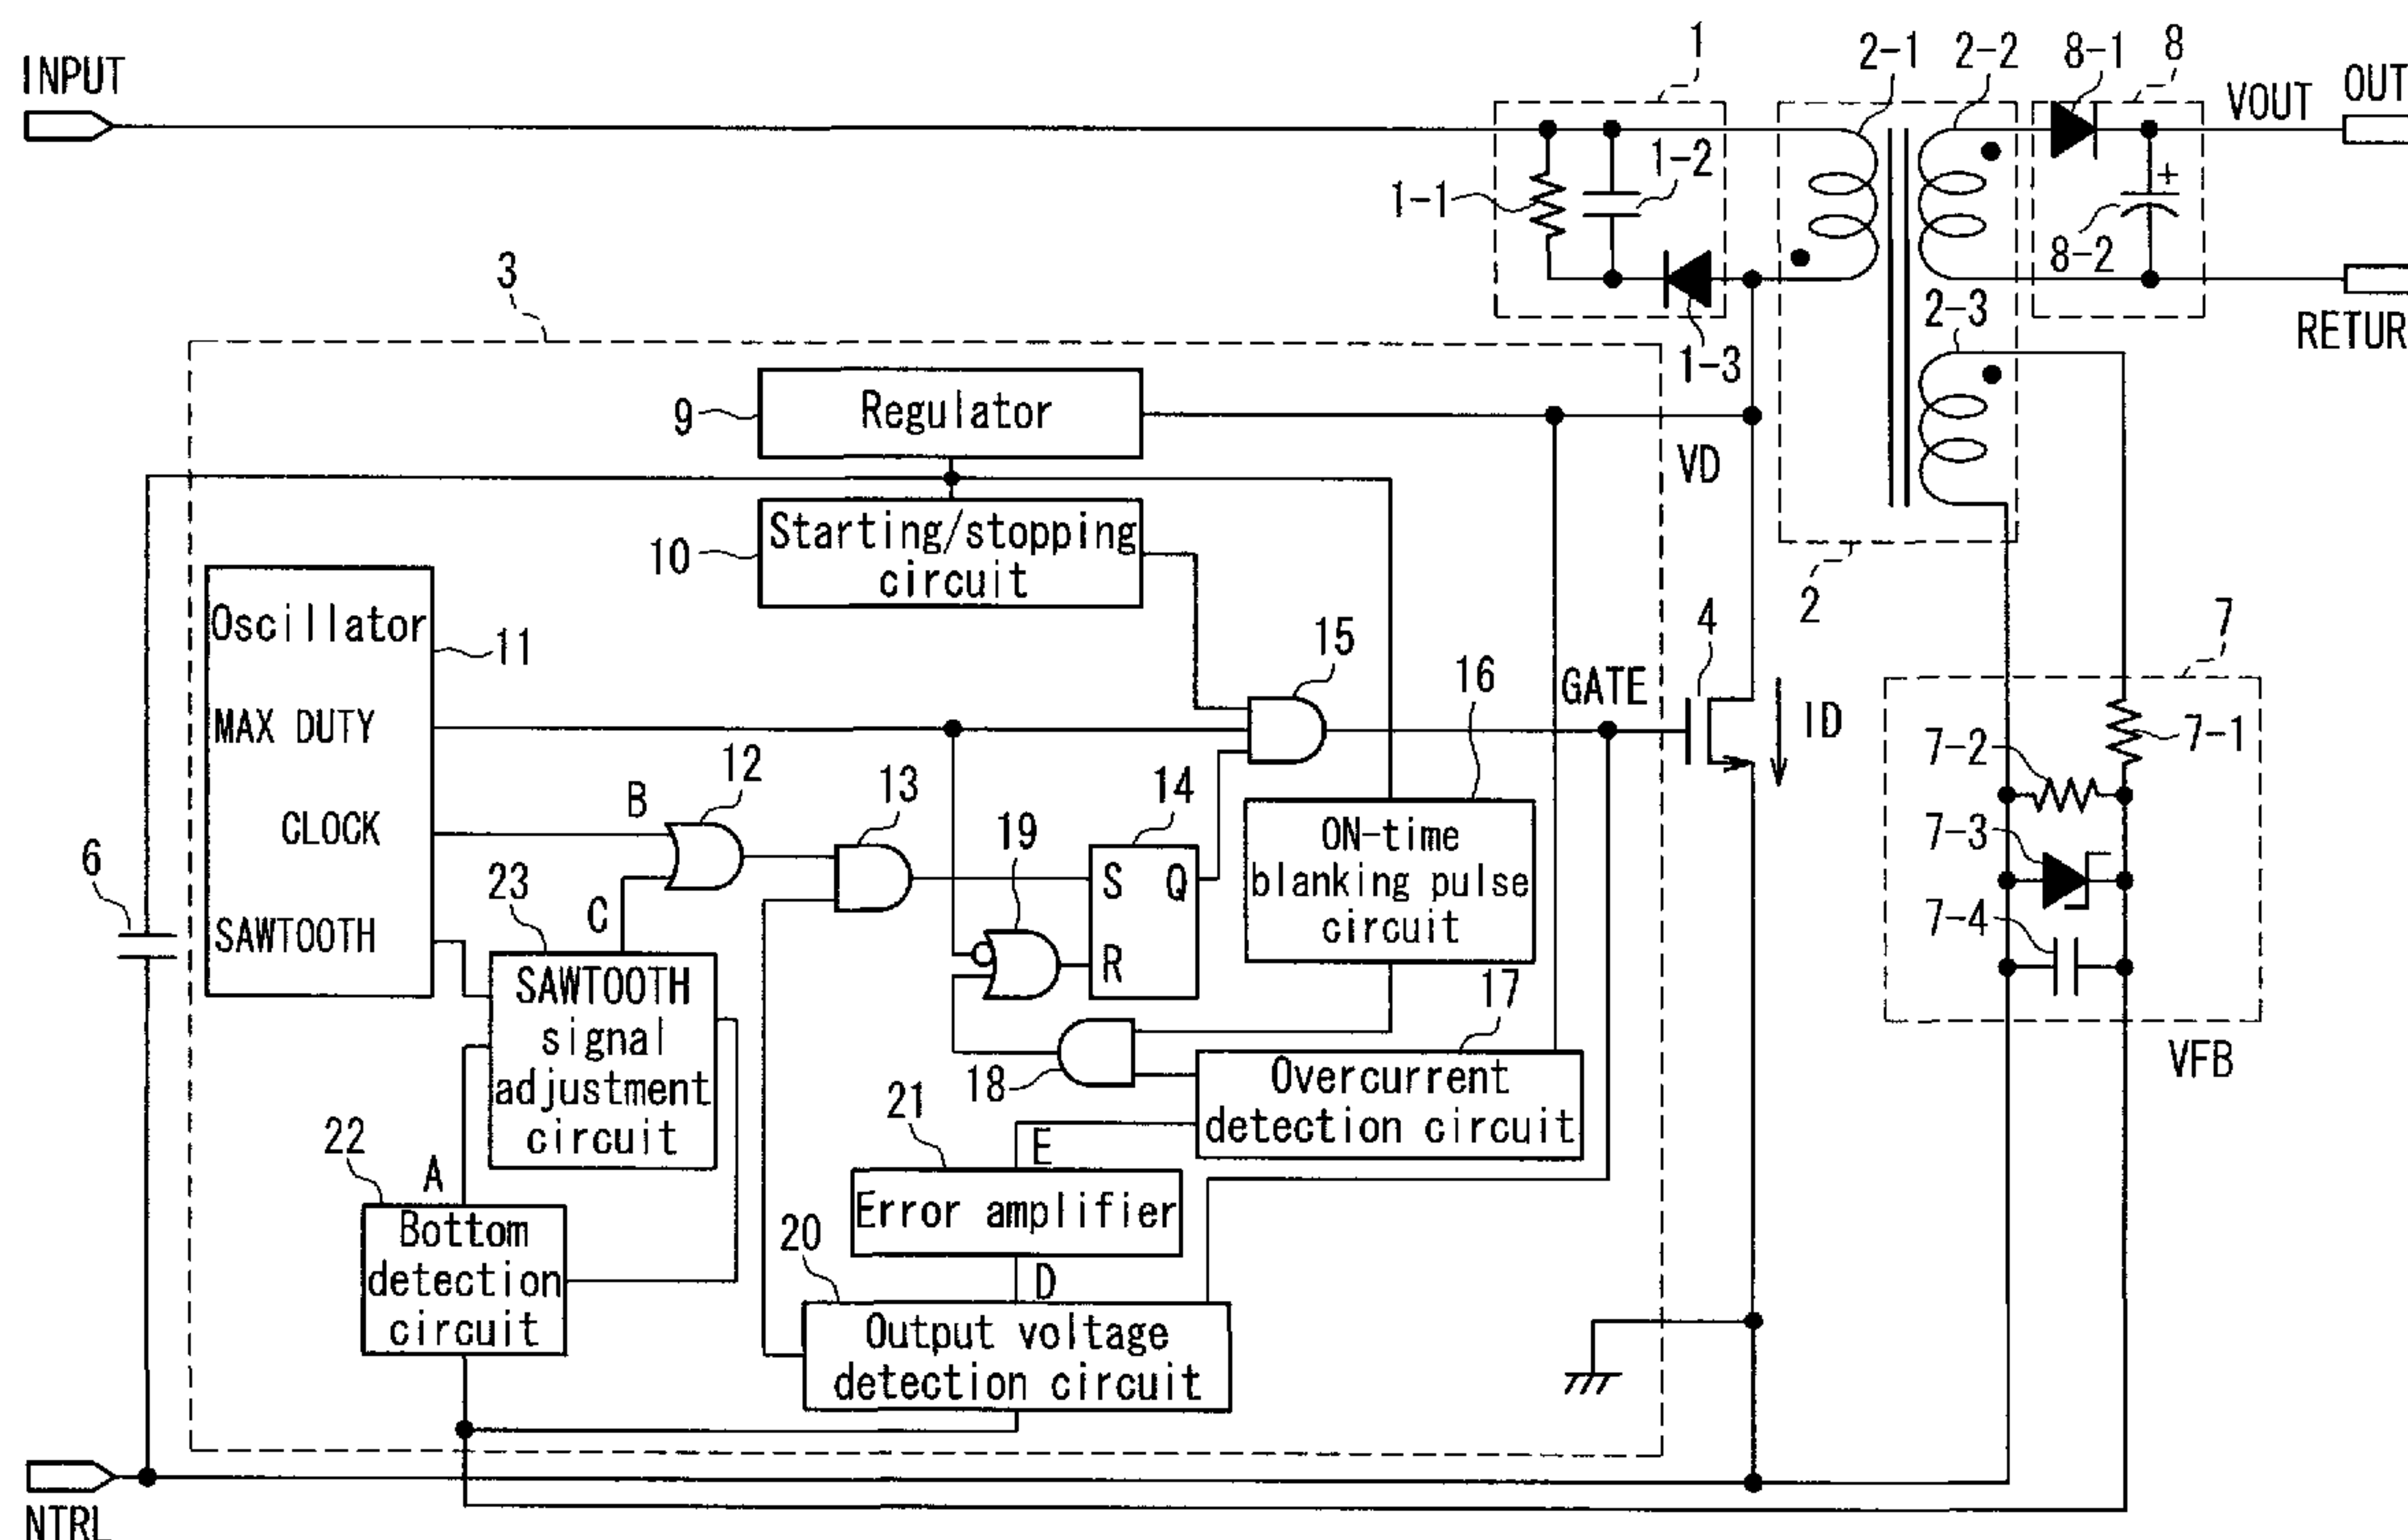 INPUT
1
2-1
2-2
8-1
8
VOUT
OUT
1-1
1-2
8-2
+
3
2-3
RETUR
1-3
9
Regulator
VD
10
Starting/stopping
circuit
2
Oscillator
11
15
16
GATE
4
7
MAX DUTY
ID
7-2
7-1
12
B
13
14
CLOCK
19
ON-time
blanking pulse
circuit
7-3
6
23
C
S
Q
R
7-4
SAWTOOTH
SAWTOOTH
signal
adjustment
circuit
17
VFB
18
Overcurrent
detection circuit
22
A
21
E
Error amplifier
Bottom
detection
circuit
20
D
Output voltage
detection circuit
NTRL